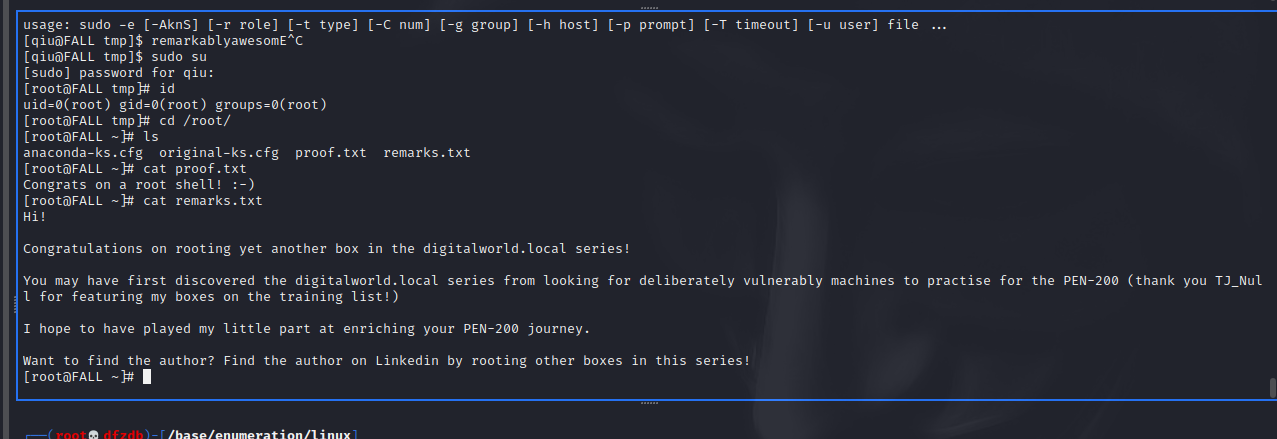 usage: sudo -e [-AknS] [-r role] [-t type] [-C num] [-g group] [-h host] [-p prompt] [-T timeout] [-u user] file ...
[qiu@FALL tmp]$ remarkablyawesomE^C
[qiu@FALL tmp]$ sudo su
[sudo] password for qiu:
[root@FALL tmp]# id
uid=0(root) gid=0(root) groups=0(root)
[root@FALL tmp]# cd /root/
[root@FALL ~]# ls
anaconda-ks.cfg  original-ks.cfg  proof.txt  remarks.txt
[root@FALL ~]# cat proof.txt
Congrats on a root shell! :-)
[root@FALL ~]# cat remarks.txt
Hi!
Congratulations on rooting yet another box in the digitalworld.local series!
You may have first discovered the digitalworld.local series from looking for deliberately vulnerably machines to practise for the PEN-200 (thank you TJ_Nul
l for featuring my boxes on the training list!)
I hope to have played my little part at enriching your PEN-200 journey.
Want to find the author? Find the author on Linkedin by rooting other boxes in this series!
[root@FALL ~]#
(root💀dfzdb)-[/base/enumeration/linux]